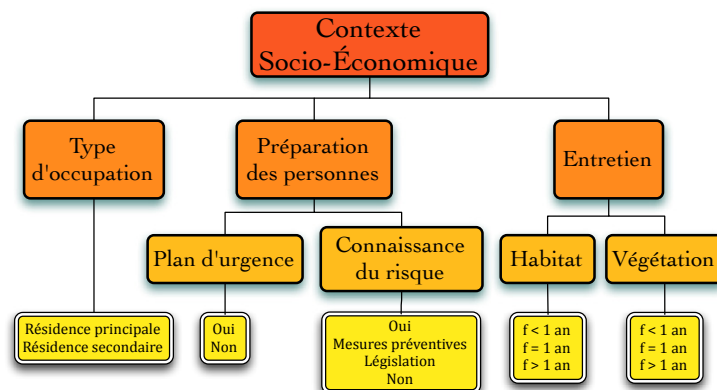 Contexte
Socio-Économique
Type
d'occupation
Préparation
des personnes
Entretien
Plan d'urgence
Connaissance
du risque
Habitat
Végétation
Résidence principale
Résidence secondaire
Oui
Non
Oui
Mesures préventives
Législation
Non
f < 1 an
f = 1 an
f > 1 an
f < 1 an
f = 1 an
f > 1 an